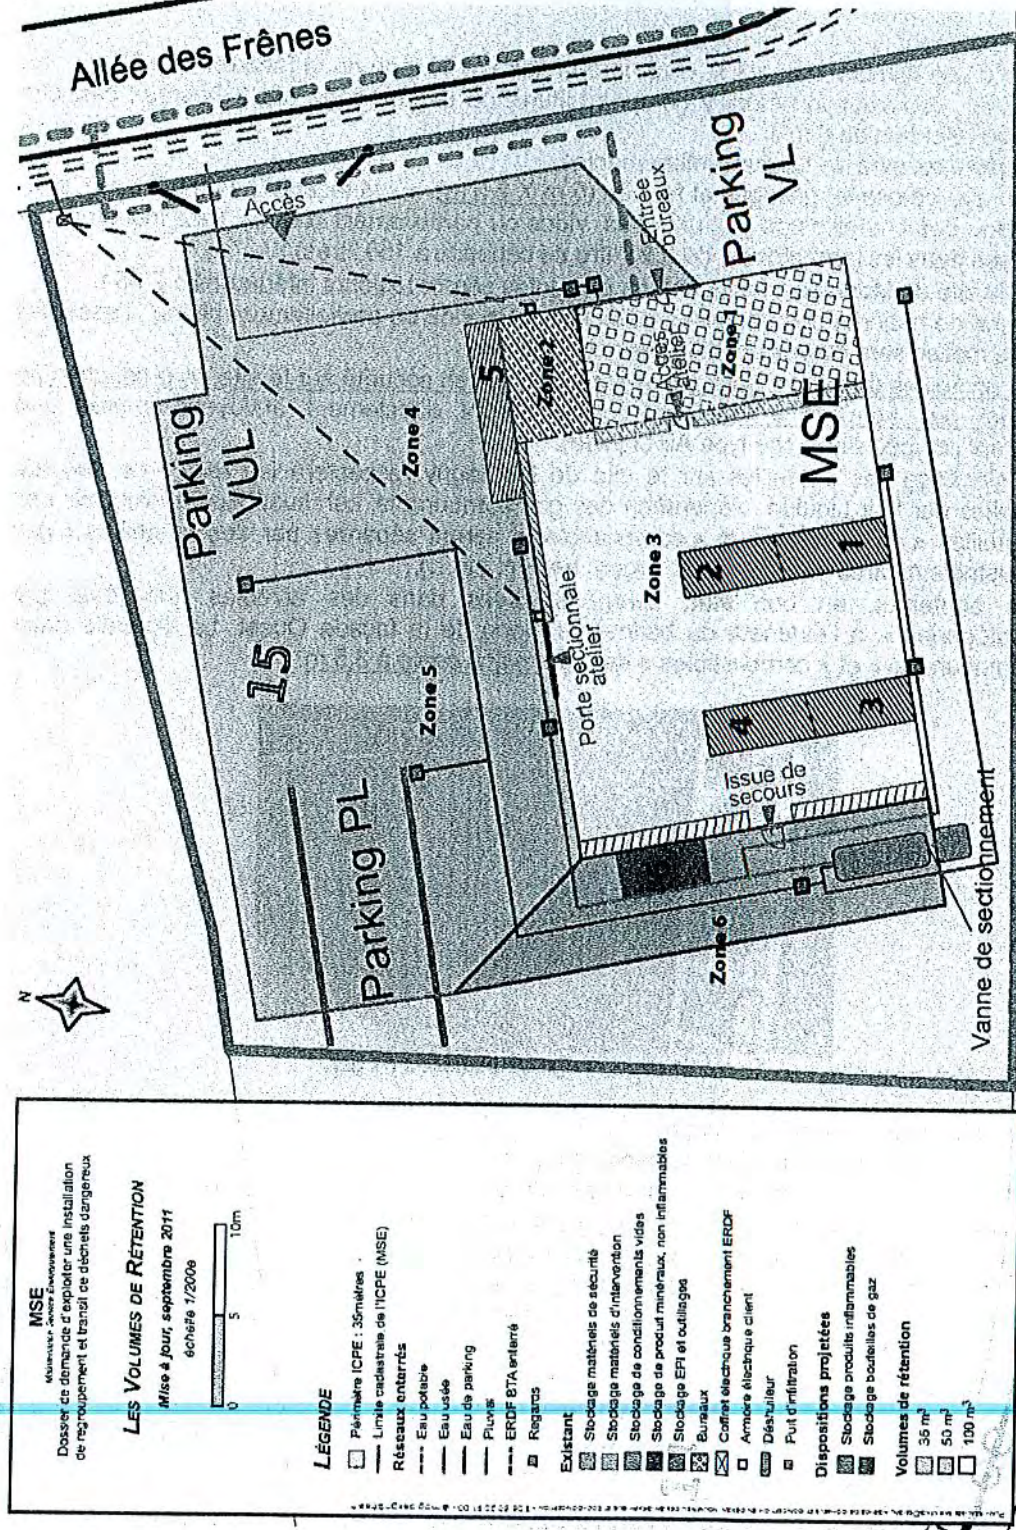 Allée des Frênes
Accès
Parking
VUL
Parking
VL
Entrée
bureaux
5
Zone 2
Accès
atelier
Zone 1
MSE
Zone 4
Zone 5
15
Parking PL
Porte sectionnale
atelier
Zone 3
2
1
4
3
Issue de
secours
Zone 6
Vanne de sectionnement
N
MSE
Dossier de demande d'exploiter une installation
de regroupement et transit de déchets dangereux
LES VOLUMES DE RÉTENTION
Mise à jour, septembre 2011
échelle 1/200e
0 5 10m
LÉGENDE
Périmètre ICPE : 35mètres
Limite cadastrale de l'ICPE (MSE)
Réseaux enterrés
Eau potable
Eau usée
Eau de parking
Pluvial
ERDF BTA enterré
Regards
Existant
Stockage matériels de sécurité
Stockage matériels d'intervention
Stockage de conditionnements vides
Stockage de produit minéraux, non inflammables
Stockage EPI et outillages
Bureaux
Coffret électrique branchement ERDF
Armoire électrique client
Déshuileur
Puit d'infiltration
Dispositions projetées
Stockage produits inflammables
Stockage bouteilles de gaz
Volumes de rétention
35 m³
50 m³
100 m³